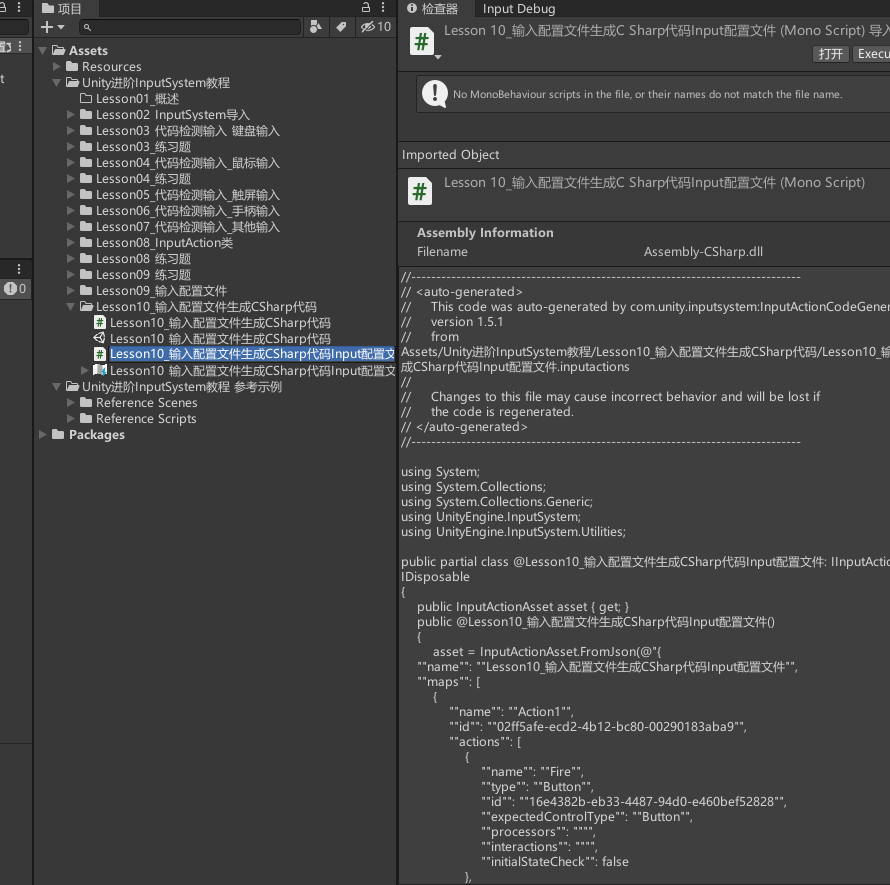 项目
10
Assets
Resources
Unity进阶InputSystem教程
Lesson01_概述
Lesson02 InputSystem导入
Lesson03 代码检测输入 键盘输入
Lesson03_练习题
Lesson04_代码检测输入_鼠标输入
Lesson04_练习题
Lesson05_代码检测输入_触屏输入
Lesson06_代码检测输入_手柄输入
Lesson07_代码检测输入_其他输入
Lesson08_InputAction类
Lesson08 练习题
Lesson09 练习题
Lesson09_输入配置文件
Lesson10_输入配置文件生成CSharp代码
Lesson10_输入配置文件生成CSharp代码
Lesson10 输入配置文件生成CSharp代码
Lesson10_输入配置文件生成CSharp代码Input配置文
Lesson10 输入配置文件生成CSharp代码Input配置文
Unity进阶InputSystem教程 参考示例
Reference Scenes
Reference Scripts
Packages
0
检查器
Input Debug
Lesson 10_输入配置文件生成C Sharp代码Input配置文件 (Mono Script) 导入
打开
Execu
No MonoBehaviour scripts in the file, or their names do not match the file name.
Imported Object
Lesson 10_输入配置文件生成C Sharp代码Input配置文件 (Mono Script)
Assembly Information
Filename Assembly-CSharp.dll
//------------------------------------------------------------------------------
// <auto-generated>
//     This code was auto-generated by com.unity.inputsystem:InputActionCodeGener
//     version 1.5.1
//     from
Assets/Unity进阶InputSystem教程/Lesson10_输入配置文件生成CSharp代码/Lesson10_输
成CSharp代码Input配置文件.inputactions
//
//     Changes to this file may cause incorrect behavior and will be lost if
//     the code is regenerated.
// </auto-generated>
//------------------------------------------------------------------------------
using System;
using System.Collections;
using System.Collections.Generic;
using UnityEngine.InputSystem;
using UnityEngine.InputSystem.Utilities;
public partial class @Lesson10_输入配置文件生成CSharp代码Input配置文件: IInputActio
IDisposable
{
public InputActionAsset asset { get; }
public @Lesson10_输入配置文件生成CSharp代码Input配置文件()
{
asset = InputActionAsset.FromJson(@"{
""name"": ""Lesson10_输入配置文件生成CSharp代码Input配置文件"",
""maps"": [
{
""name"": ""Action1"",
""id"": ""02ff5afe-ecd2-4b12-bc80-00290183aba9"",
""actions"": [
{
""name"": ""Fire"",
""type"": ""Button"",
""id"": ""16e4382b-eb33-4487-94d0-e460bef52828"",
""expectedControlType"": ""Button"",
""processors"": """",
""interactions"": """",
""initialStateCheck"": false
},